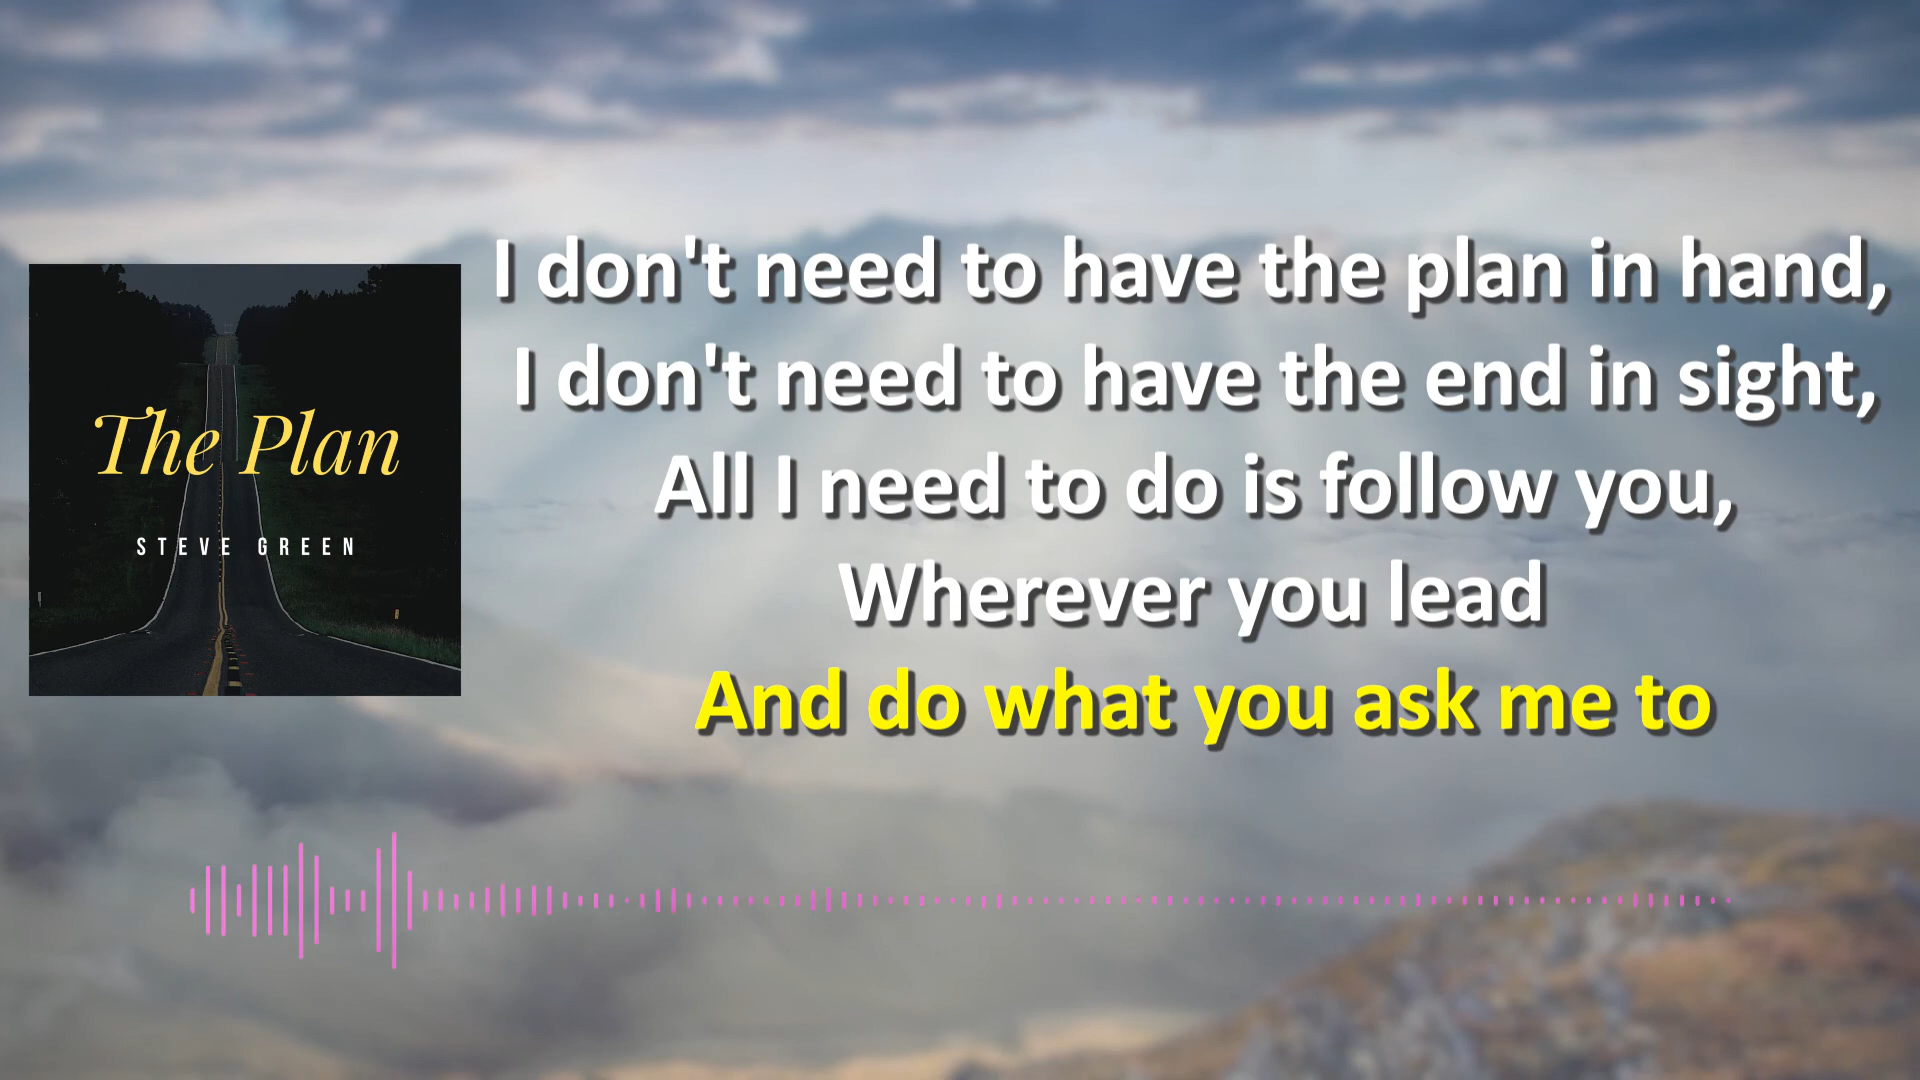 The Plan
STEVE GREEN
I don't need to have the plan in hand,
I don't need to have the end in sight,
All I need to do is follow you,
Wherever you lead
And do what you ask me to